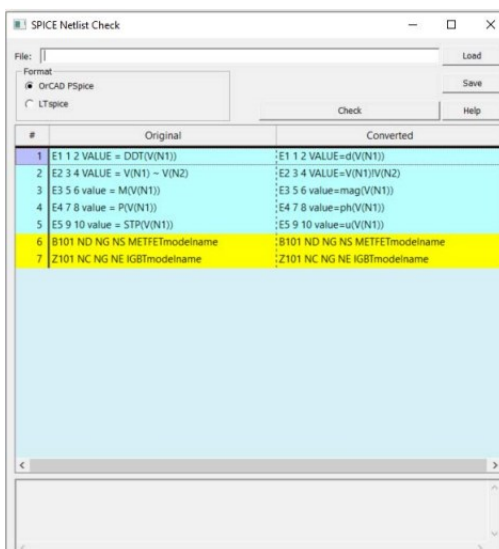 SPICE Netlist Check
File:
Load
Format
OrCAD PSpice
Save
LTspice
Check
Help
# Original Converted
1 E1 1 2 VALUE = DDT(V(N1)) E1 1 2 VALUE=d(V(N1))
2 E2 3 4 VALUE = V(N1) ~ V(N2) E2 3 4 VALUE=V(N1)!V(N2)
3 E3 5 6 value = M(V(N1)) E3 5 6 value=mag(V(N1))
4 E4 7 8 value = P(V(N1)) E4 7 8 value=ph(V(N1))
5 E5 9 10 value = STP(V(N1)) E5 9 10 value=u(V(N1))
6 B101 ND NG NS METFETmodelname B101 ND NG NS METFETmodelname
7 Z101 NC NG NE IGBTmodelname Z101 NC NG NE IGBTmodelname